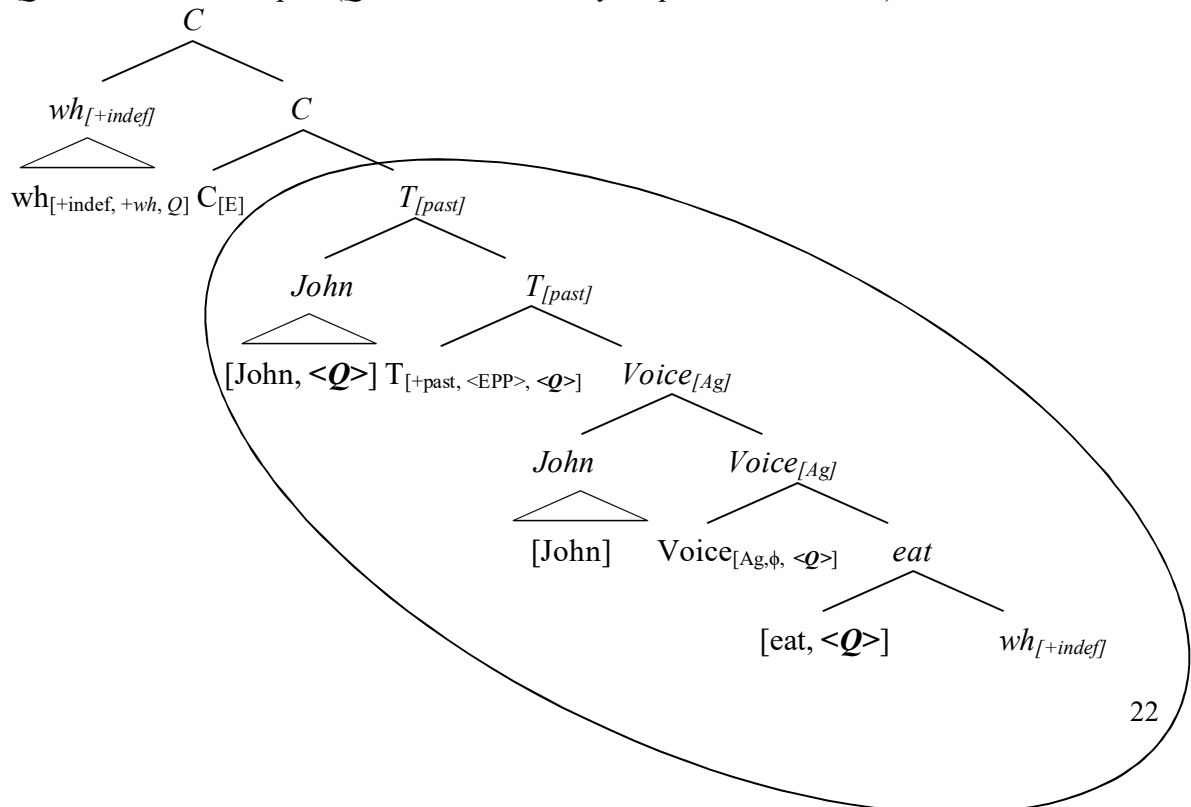 C
wh[+indef] C
wh[+indef, +wh, Q] C[E] T[past]
John T[past]
[John, <Q>] T[+past, <EPP>, <Q>] Voice[Ag]
John Voice[Ag]
[John] Voice[Ag,ϕ, <Q>] eat
[eat, <Q>] wh[+indef]
22